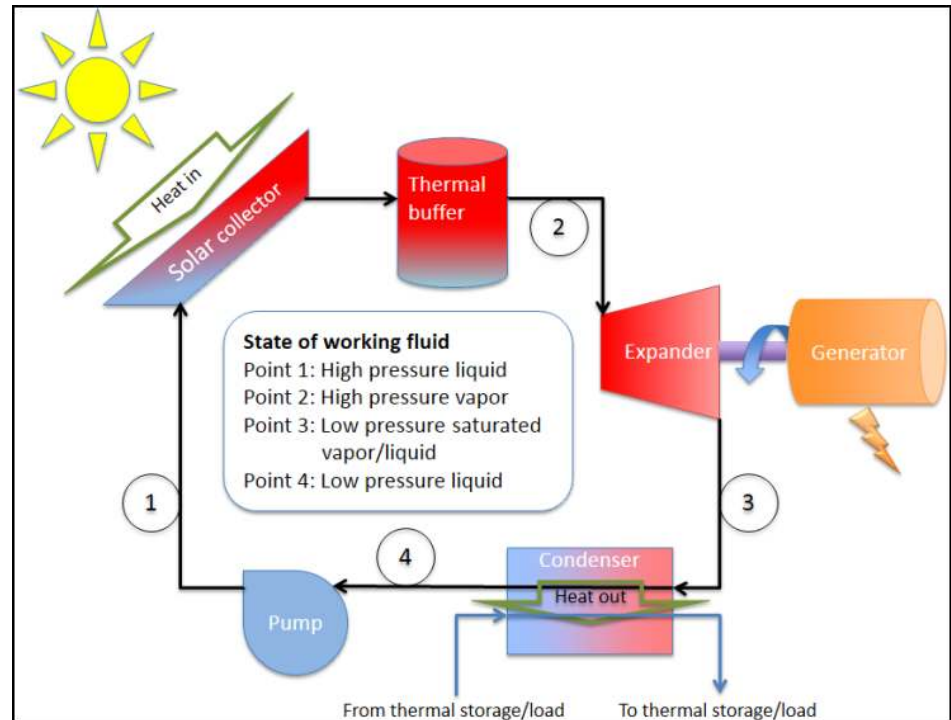 Heat in
Solar collector
Thermal
buffer
2
Expander
Generator
State of working fluid
Point 1: High pressure liquid
Point 2: High pressure vapor
Point 3: Low pressure saturated
vapor/liquid
Point 4: Low pressure liquid
1
3
4
Condenser
Heat out
Pump
From thermal storage/load
To thermal storage/load